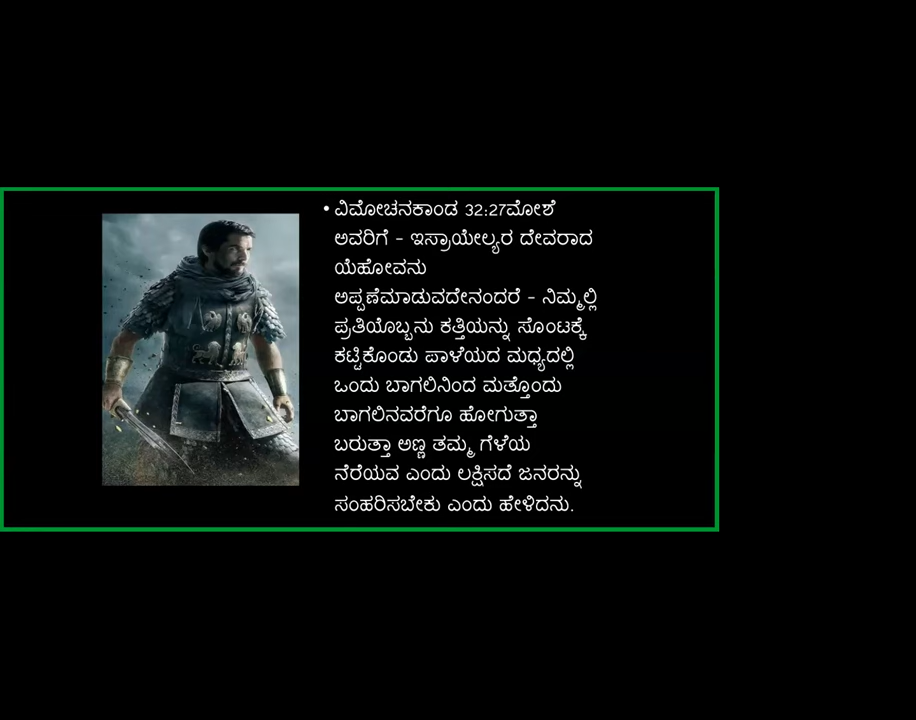 • ವಿಮೋಚನಕಾಂಡ 32:27ಮೋಶೆ
ಅವರಿಗೆ – ಇಸ್ರಾಯೇಲ್ಯರ ದೇವರಾದ
ಯೆಹೋವನು
ಅಪ್ಪಣೆಮಾಡುವದೇನಂದರೆ – ನಿಮ್ಮಲ್ಲಿ
ಪ್ರತಿಯೊಬ್ಬನು ಕತ್ತಿಯನ್ನು ಸೊಂಟಕ್ಕೆ
ಕಟ್ಟಿಕೊಂಡು ಪಾಳೆಯದ ಮಧ್ಯದಲ್ಲಿ
ಒಂದು ಬಾಗಲಿನಿಂದ ಮತ್ತೊಂದು
ಬಾಗಲಿನವರೆಗೂ ಹೋಗುತ್ತಾ
ಬರುತ್ತಾ ಅಣ್ಣ ತಮ್ಮ ಗೆಳೆಯ
ನೆರೆಯವ ಎಂದು ಲಕ್ಷಿಸದೆ ಜನರನ್ನು
ಸಂಹರಿಸಬೇಕು ಎಂದು ಹೇಳಿದನು.